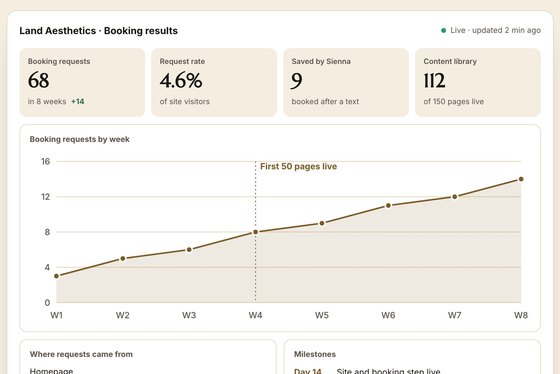 Land Aesthetics · Booking results
Live · updated 2 min ago
Booking requests
68
in 8 weeks +14
Request rate
4.6%
of site visitors
Saved by Sienna
9
booked after a text
Content library
112
of 150 pages live
Booking requests by week
16
12
8
4
0
First 50 pages live
W1 W2 W3 W4 W5 W6 W7 W8
Where requests came from
Homepage
Milestones
Day 14 Site and booking step live